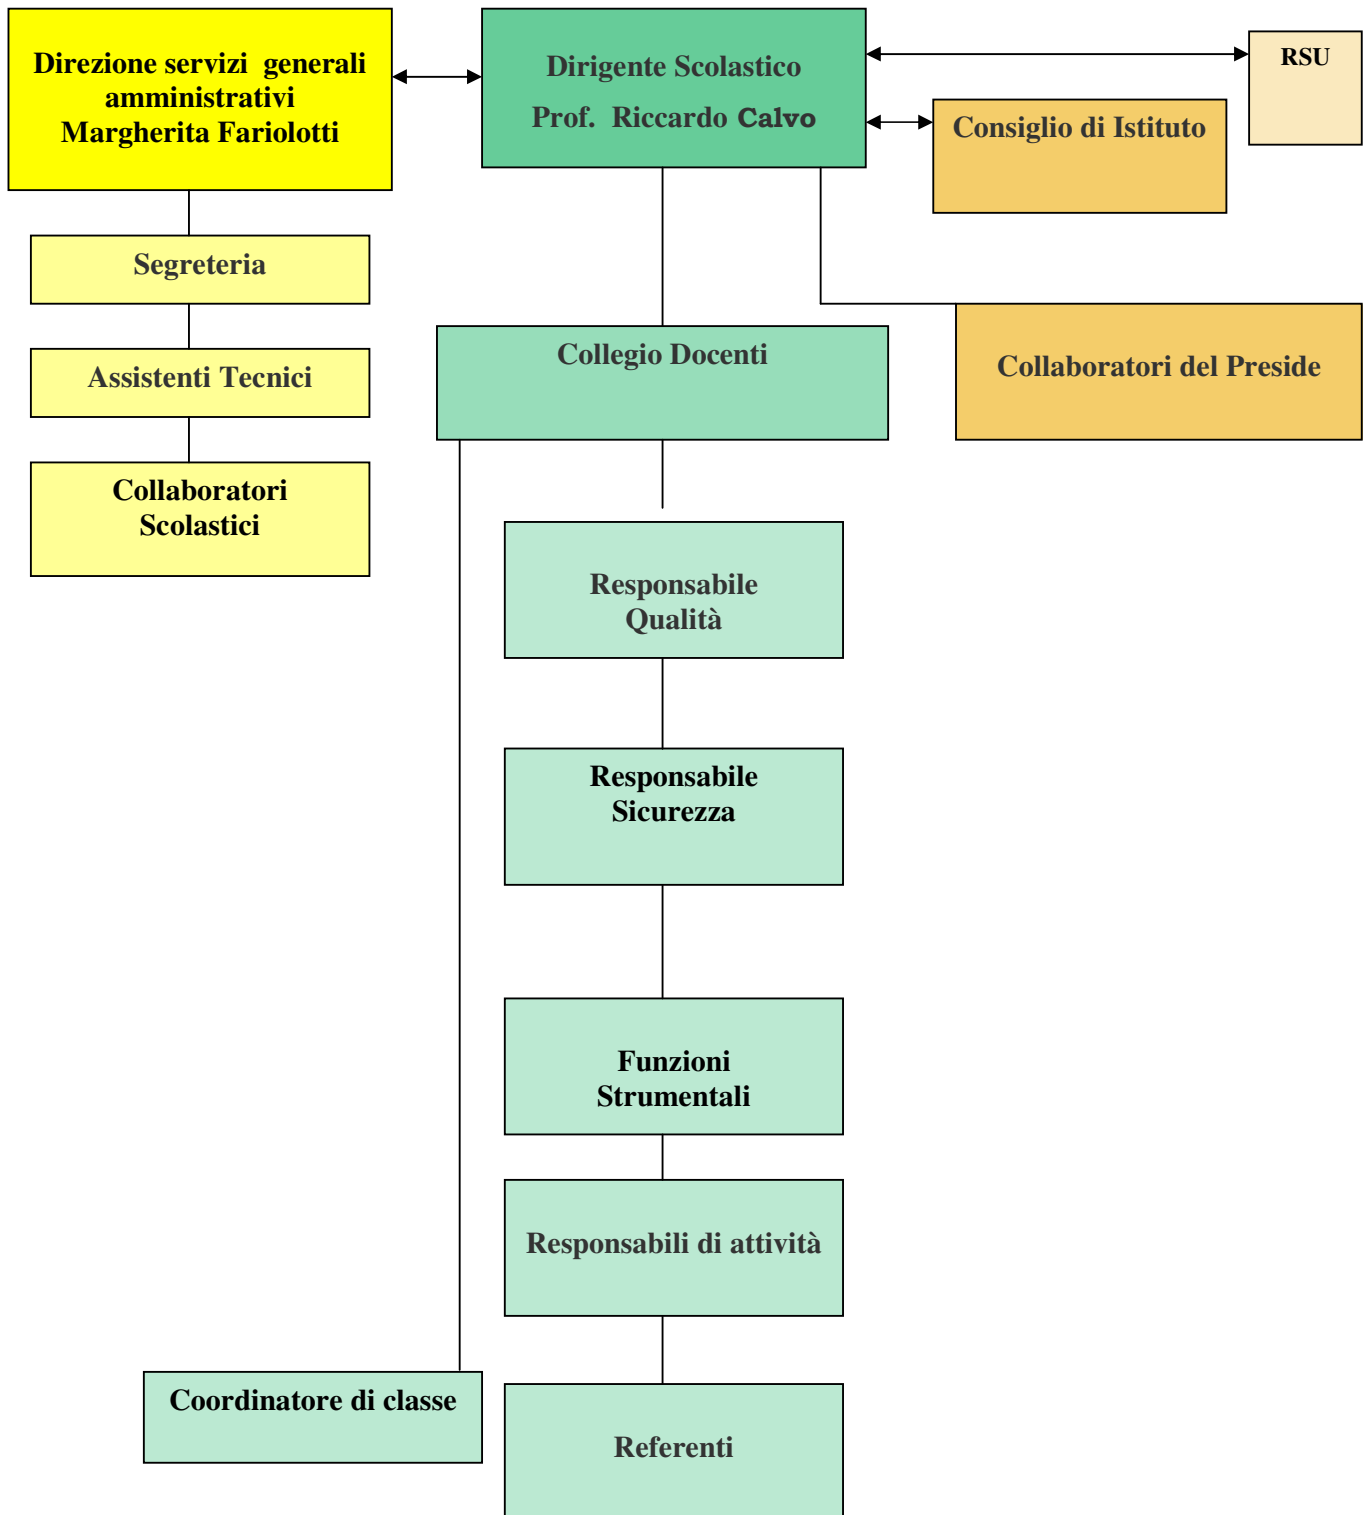 Direzione servizi generali
amministrativi
Margherita Fariolotti
Dirigente Scolastico
Prof. Riccardo Calvo
RSU
Consiglio di Istituto
Segreteria
Collegio Docenti
Collaboratori del Preside
Assistenti Tecnici
Collaboratori
Scolastici
Responsabile
Qualità
Responsabile
Sicurezza
Funzioni
Strumentali
Responsabili di attività
Coordinatore di classe
Referenti